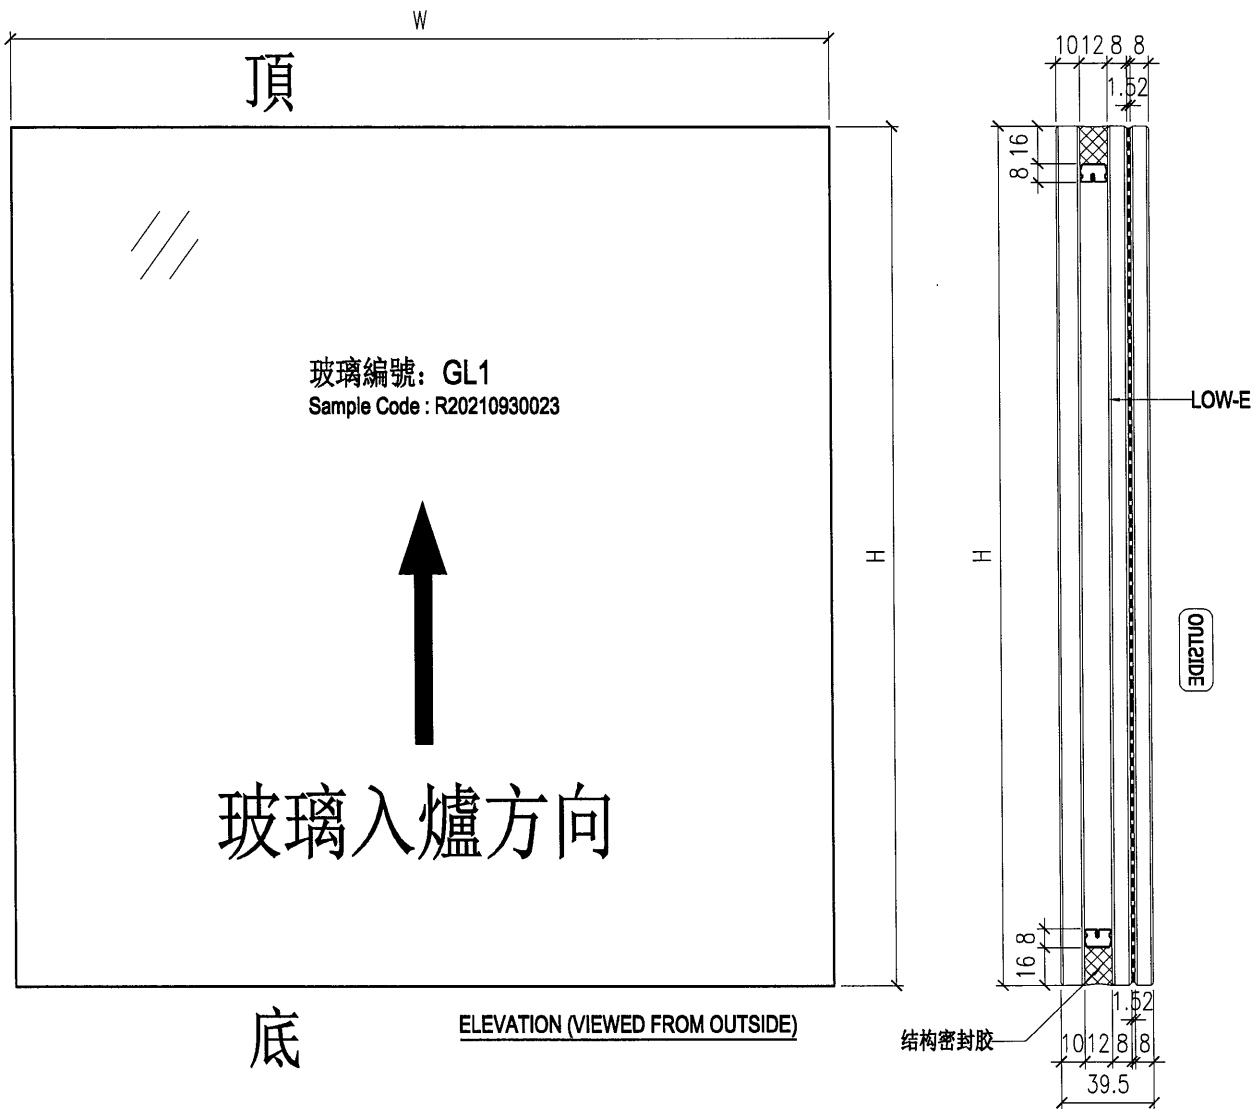 W
頂
10 12 8 8
1.52
16
8
玻璃編號：GL1
Sample Code : R20210930023
LOW-E
H
H
OUTSIDE
玻璃入爐方向
8
16
底
ELEVATION (VIEWED FROM OUTSIDE)
结构密封胶
1.52
10 12 8 8
39.5